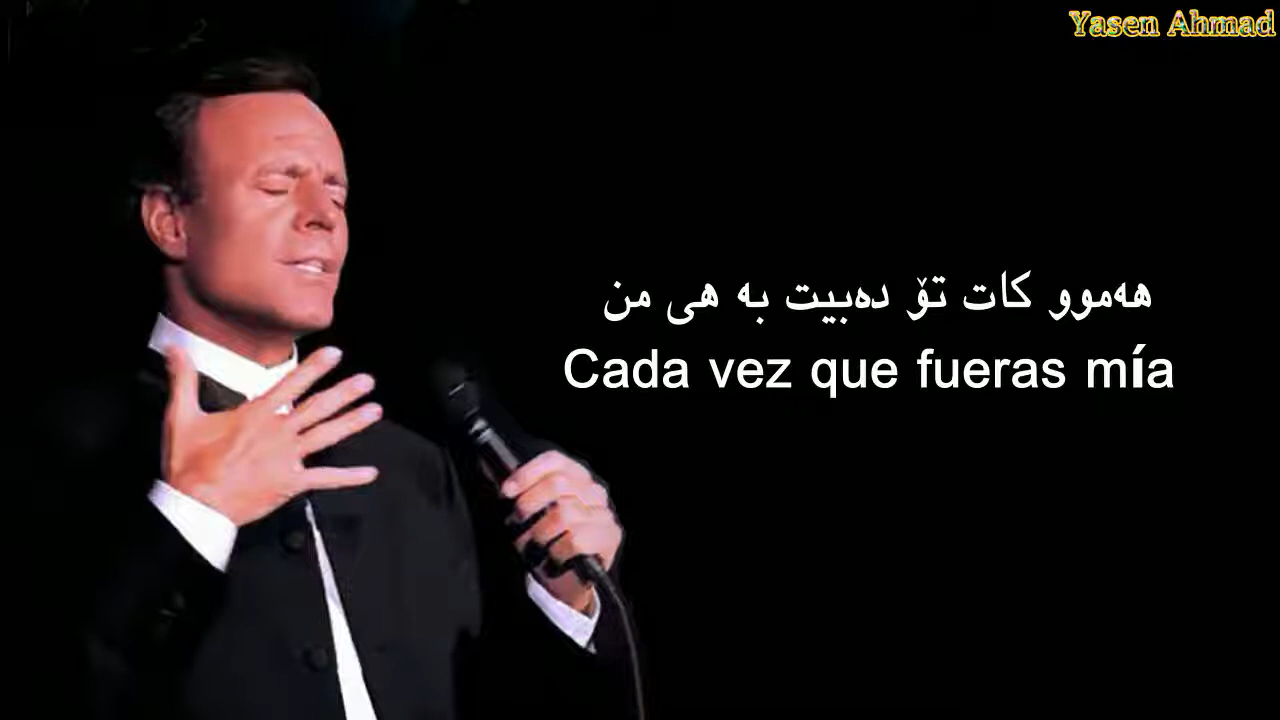 Yasen Ahmad
هەموو کات تۆ دەبیت بە هی من
Cada vez que fueras mía